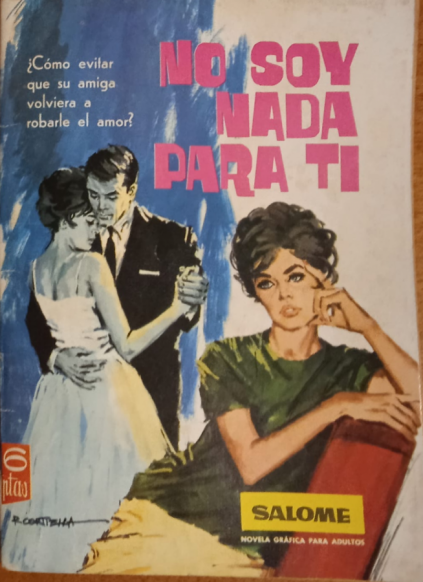 ¿Cómo evitar
que su amiga
volviera a
robarle el amor?
NO SOY
NADA
PARA TI
6
ptas
SALOME
NOVELA GRÁFICA PARA ADULTOS